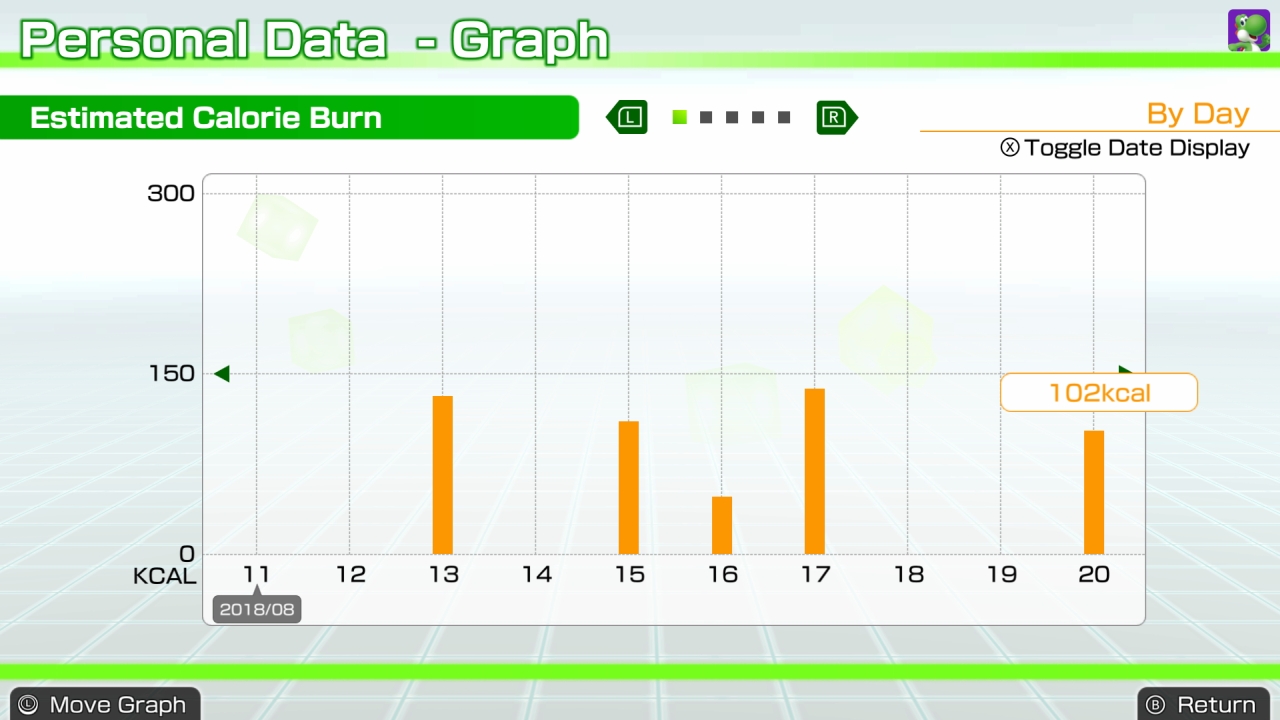 Personal Data - Graph
Estimated Calorie Burn
L
R
By Day
X Toggle Date Display
300
150
102kcal
0
KCAL
11 12 13 14 15 16 17 18 19 20
2018/08
L Move Graph
B Return